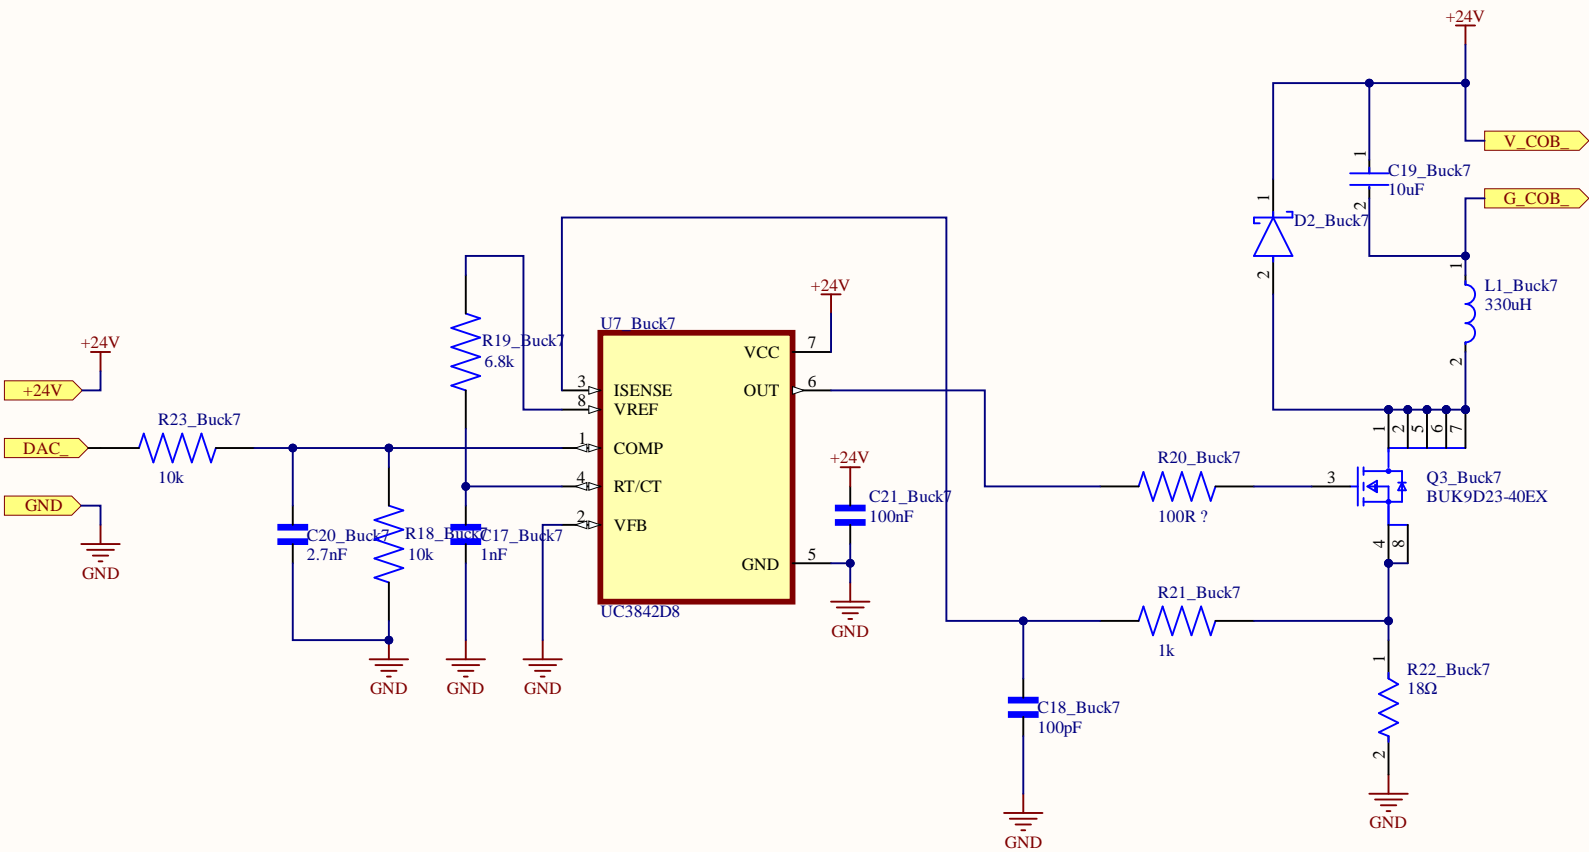 +24V
V_COB_
1
C19_Buck7
10uF
2
G_COB_
1
D2_Buck7
2
1
L1_Buck7
330uH
2
+24V
U7_Buck7
R19_Buck7
6.8k
VCC
7
+24V
+24V
3
ISENSE
OUT
6
8
VREF
R23_Buck7
10k
DAC_
1
COMP
4
RT/CT
2
VFB
GND
5
UC3842D8
GND
GND
C20_Buck7
2.7nF
R18_Buck7
10k
C17_Buck7
1nF
GND
GND
GND
+24V
C21_Buck7
100nF
GND
R20_Buck7
100R ?
1
2
5
6
7
3
Q3_Buck7
BUK9D23-40EX
4
8
R21_Buck7
1k
C18_Buck7
100pF
GND
1
R22_Buck7
18Ω
2
GND